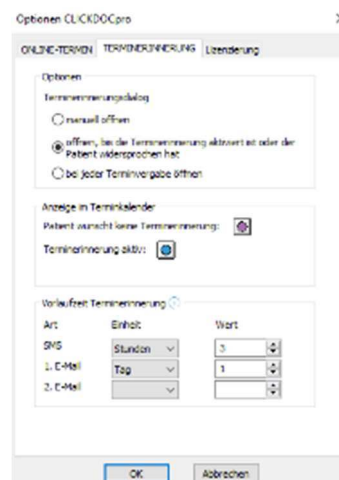 Optionen CLICKDOCpro
ONLINE-TERMIN TERMINERINNERUNG Lizenzierung
Optionen
Terminerinnerungsdialog
manuell öffnen
öffnen, bis die Terminerinnerung aktiviert ist oder der
Patient widersprochen hat
bei jeder Terminvergabe öffnen
Anzeige im Terminkalender
Patient wünscht keine Terminerinnerung:
Terminerinnerung aktiv:
Vorlaufzeit Terminerinnerung
Art Einheit Wert
SMS Stunden 3
1. E-Mail Tag 1
2. E-Mail
OK Abbrechen